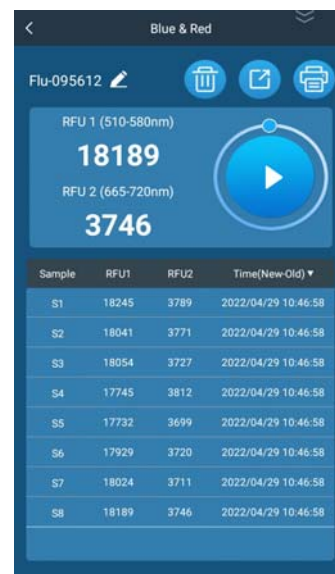 Blue & Red
Flu-095612
RFU 1 (510-580nm)
18189
RFU 2 (665-720nm)
3746
Sample RFU1 RFU2 Time(New-Old) ▼
S1 18245 3789 2022/04/29 10:46:58
S2 18041 3771 2022/04/29 10:46:58
S3 18054 3727 2022/04/29 10:46:58
S4 17745 3812 2022/04/29 10:46:58
S5 17732 3699 2022/04/29 10:46:58
S6 17929 3720 2022/04/29 10:46:58
S7 18024 3711 2022/04/29 10:46:58
S8 18189 3746 2022/04/29 10:46:58